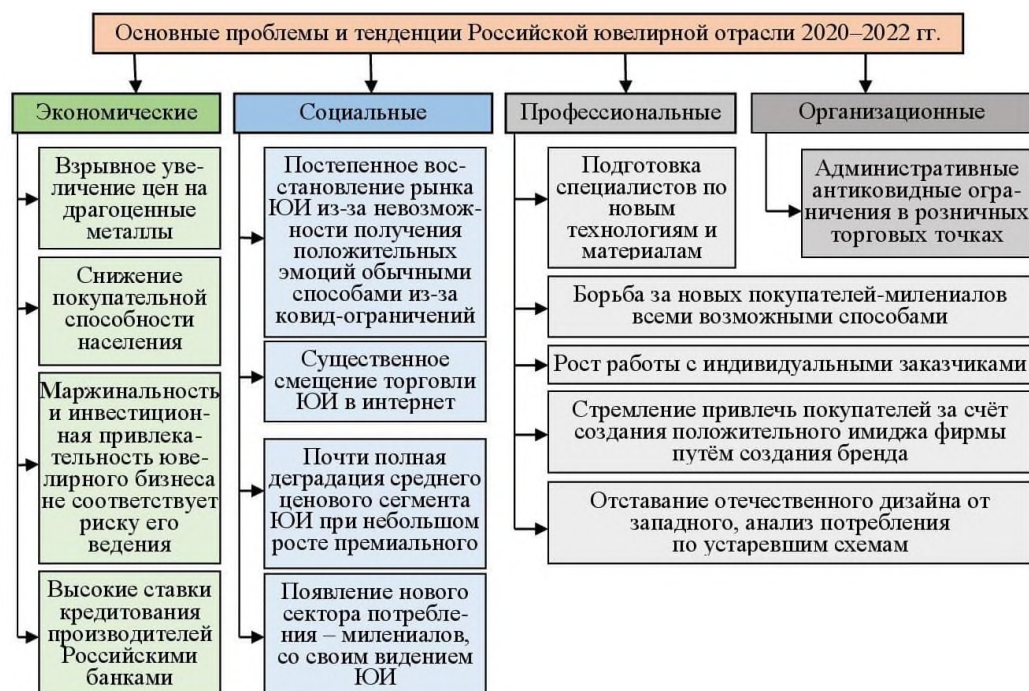 Основные проблемы и тенденции Российской ювелирной отрасли 2020–2022 гг.
Экономические
Взрывное уве-
личение цен на
драгоценные
металлы
Снижение
покупательной
способности
населения
Маржинальность
и инвестицион-
ная привлека-
тельность юве-
лирного бизнеса
не соответствует
риску его
ведения
Высокие ставки
кредитования
производителей
Российскими
банками
Социальные
Постепенное вос-
становление рынка
ЮИ из-за невозмож-
ности получения
положительных
эмоций обычными
способами из-за
ковид-ограничений
Существенное
смещение торговли
ЮИ в интернет
Почти полная
деградация среднего
ценового сегмента
ЮИ при небольшом
росте премиального
Появление нового
сектора потребле-
ния – милениалов,
со своим видением
ЮИ
Профессиональные
Подготовка
специалистов по
новым
технологиям и
материалам
Борьба за новых покупателей-милениалов
всеми возможными способами
Рост работы с индивидуальными заказчиками
Стремление привлечь покупателей за счёт
создания положительного имиджа фирмы
путём создания бренда
Отставание отечественного дизайна от
западного, анализ потребления
по устаревшим схемам
Организационные
Административные
антиковидные огра-
ничения в розничных
торговых точках